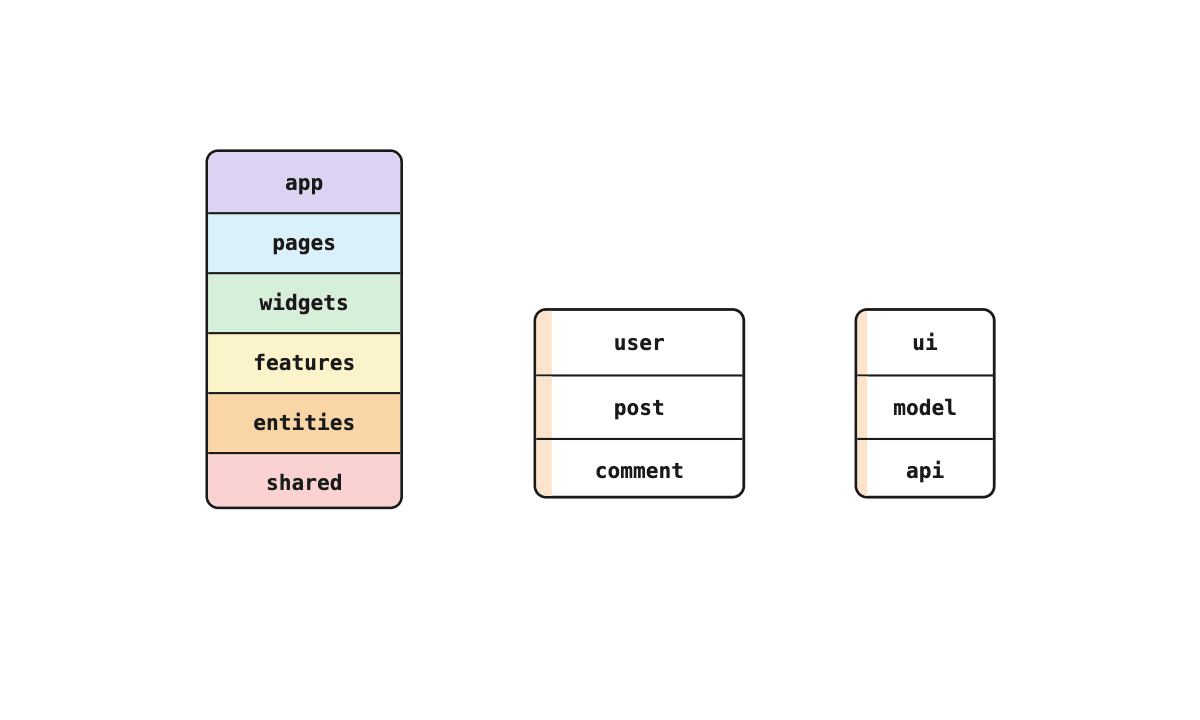 app
pages
widgets
features
entities
shared
user
post
comment
ui
model
api